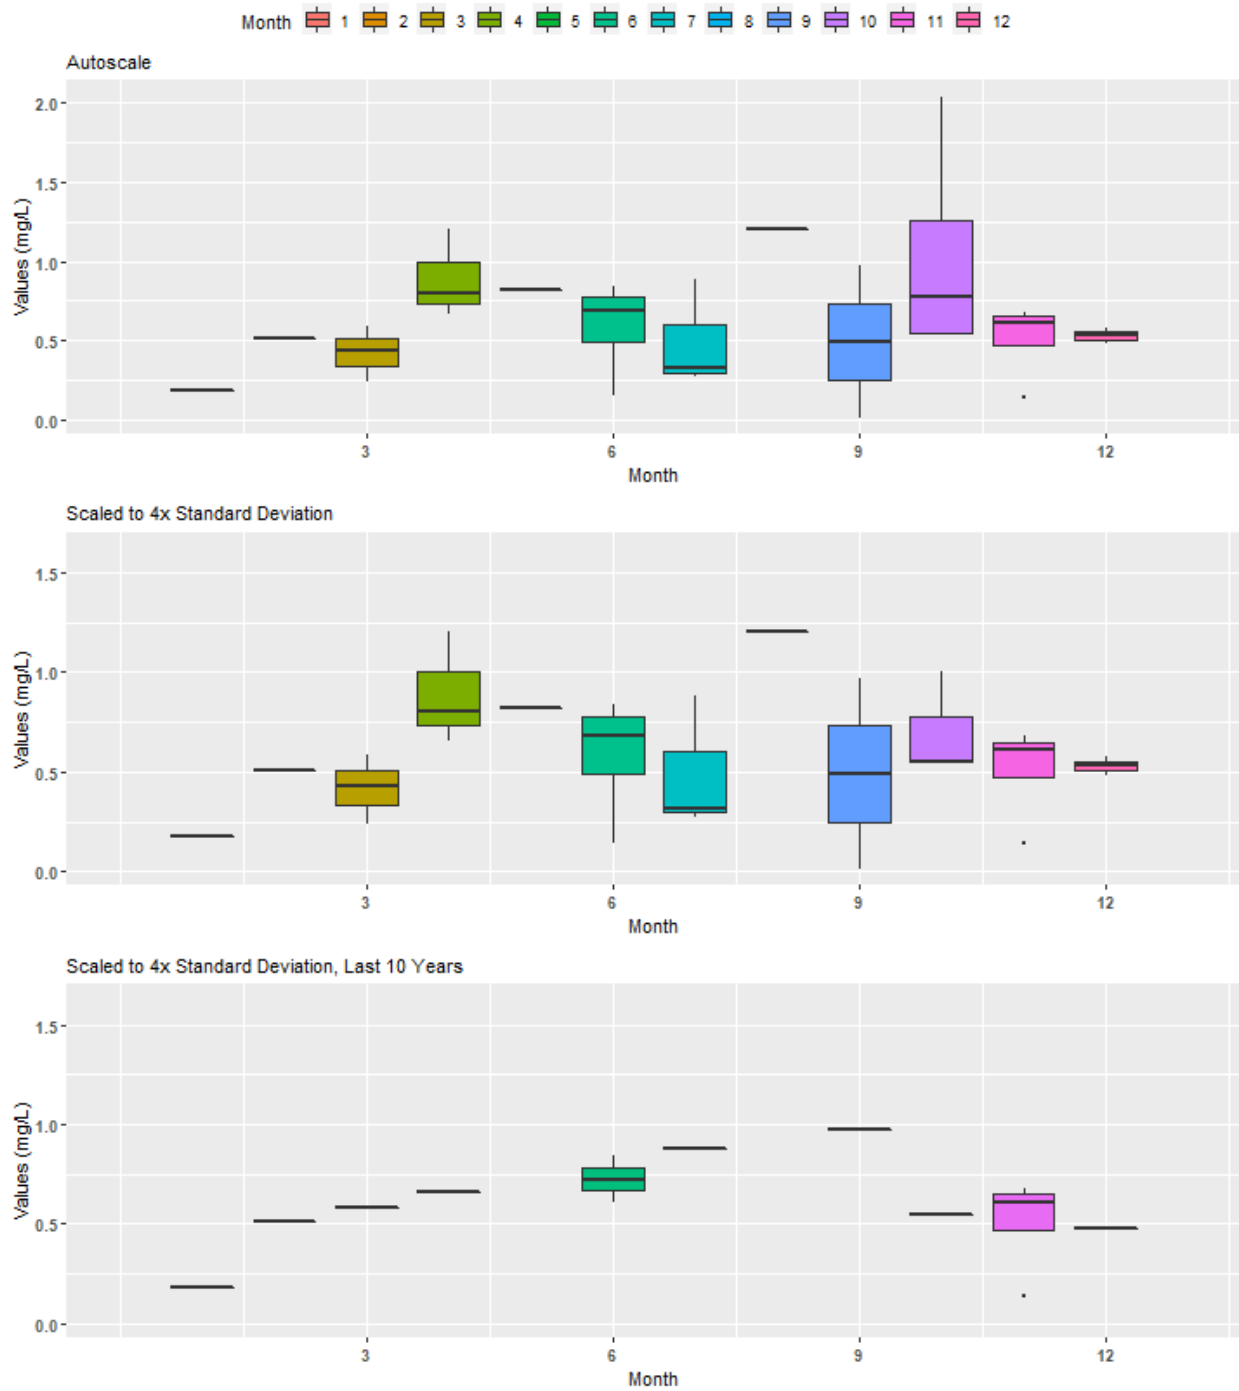 Month 1 2 3 4 5 6 7 8 9 10 11 12
Autoscale
Values (mg/L)
2.0
1.5
1.0
0.5
0.0
3 6 9 12
Month
Scaled to 4x Standard Deviation
Values (mg/L)
1.5
1.0
0.5
0.0
3 6 9 12
Month
Scaled to 4x Standard Deviation, Last 10 Years
Values (mg/L)
1.5
1.0
0.5
0.0
3 6 9 12
Month